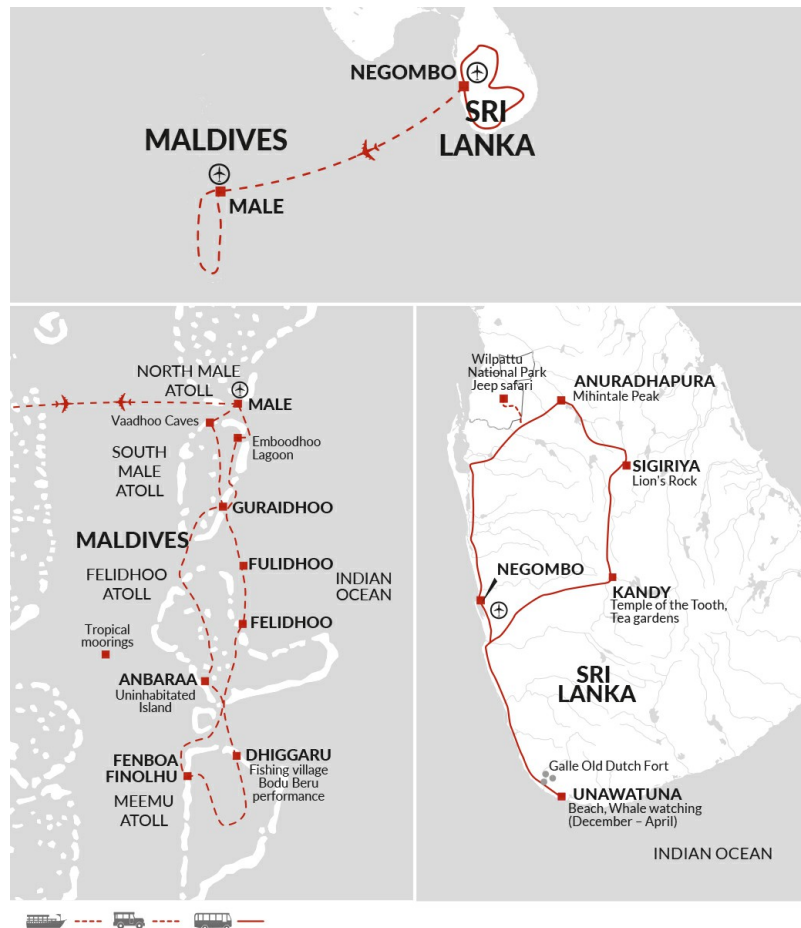 NEGOMBO
SRI
LANKA
MALDIVES
MALE
NORTH MALE
ATOLL
MALE
Vaadhoo Caves
Emboodhoo
Lagoon
SOUTH
MALE
ATOLL
GURAIDHOO
MALDIVES
FULIDHOO
FELIDHOO
ATOLL
INDIAN
OCEAN
FELIDHOO
Tropical
moorings
ANBARAA
Uninhabitated
Island
FENBOA
FINOLHU
DHIGGARU
Fishing village
Bodu Beru
performance
MEEMU
ATOLL
Wilpattu
National Park
Jeep safari
ANURADHAPURA
Mihintale Peak
SIGIRIYA
Lion's Rock
NEGOMBO
KANDY
Temple of the Tooth,
Tea gardens
SRI
LANKA
Galle Old Dutch Fort
UNAWATUNA
Beach, Whale watching
(December – April)
INDIAN OCEAN